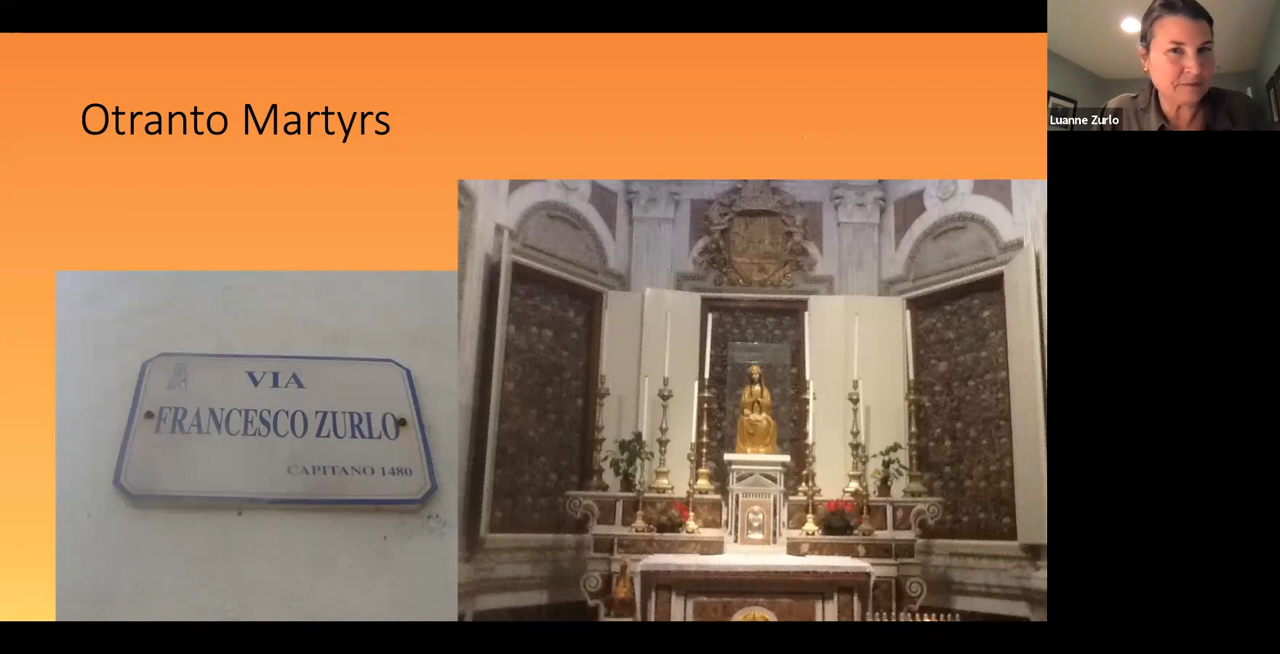 Otranto Martyrs
VIA
FRANCESCO ZURLO
CAPITANO 1480
Luanne Zurlo